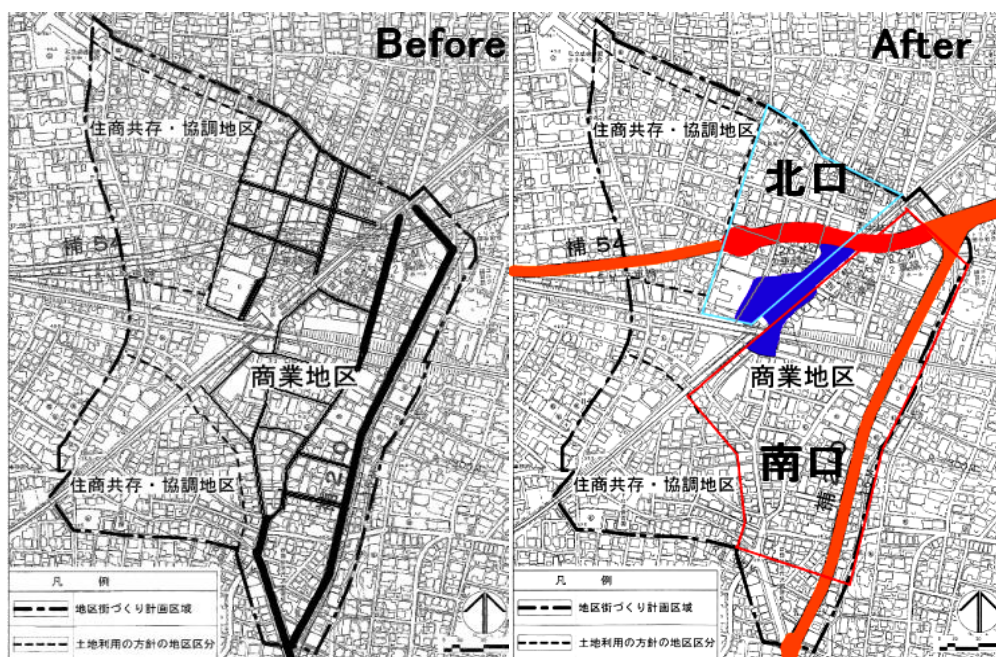 Before
住商共存・協調地区
補 54
商業地区
住商共存・協調地区
凡 例
地区街づくり計画区域
土地利用の方針の地区区分
After
住商共存・協調地区
北口
補 54
商業地区
南口
住商共存・協調地区
凡 例
地区街づくり計画区域
土地利用の方針の地区区分